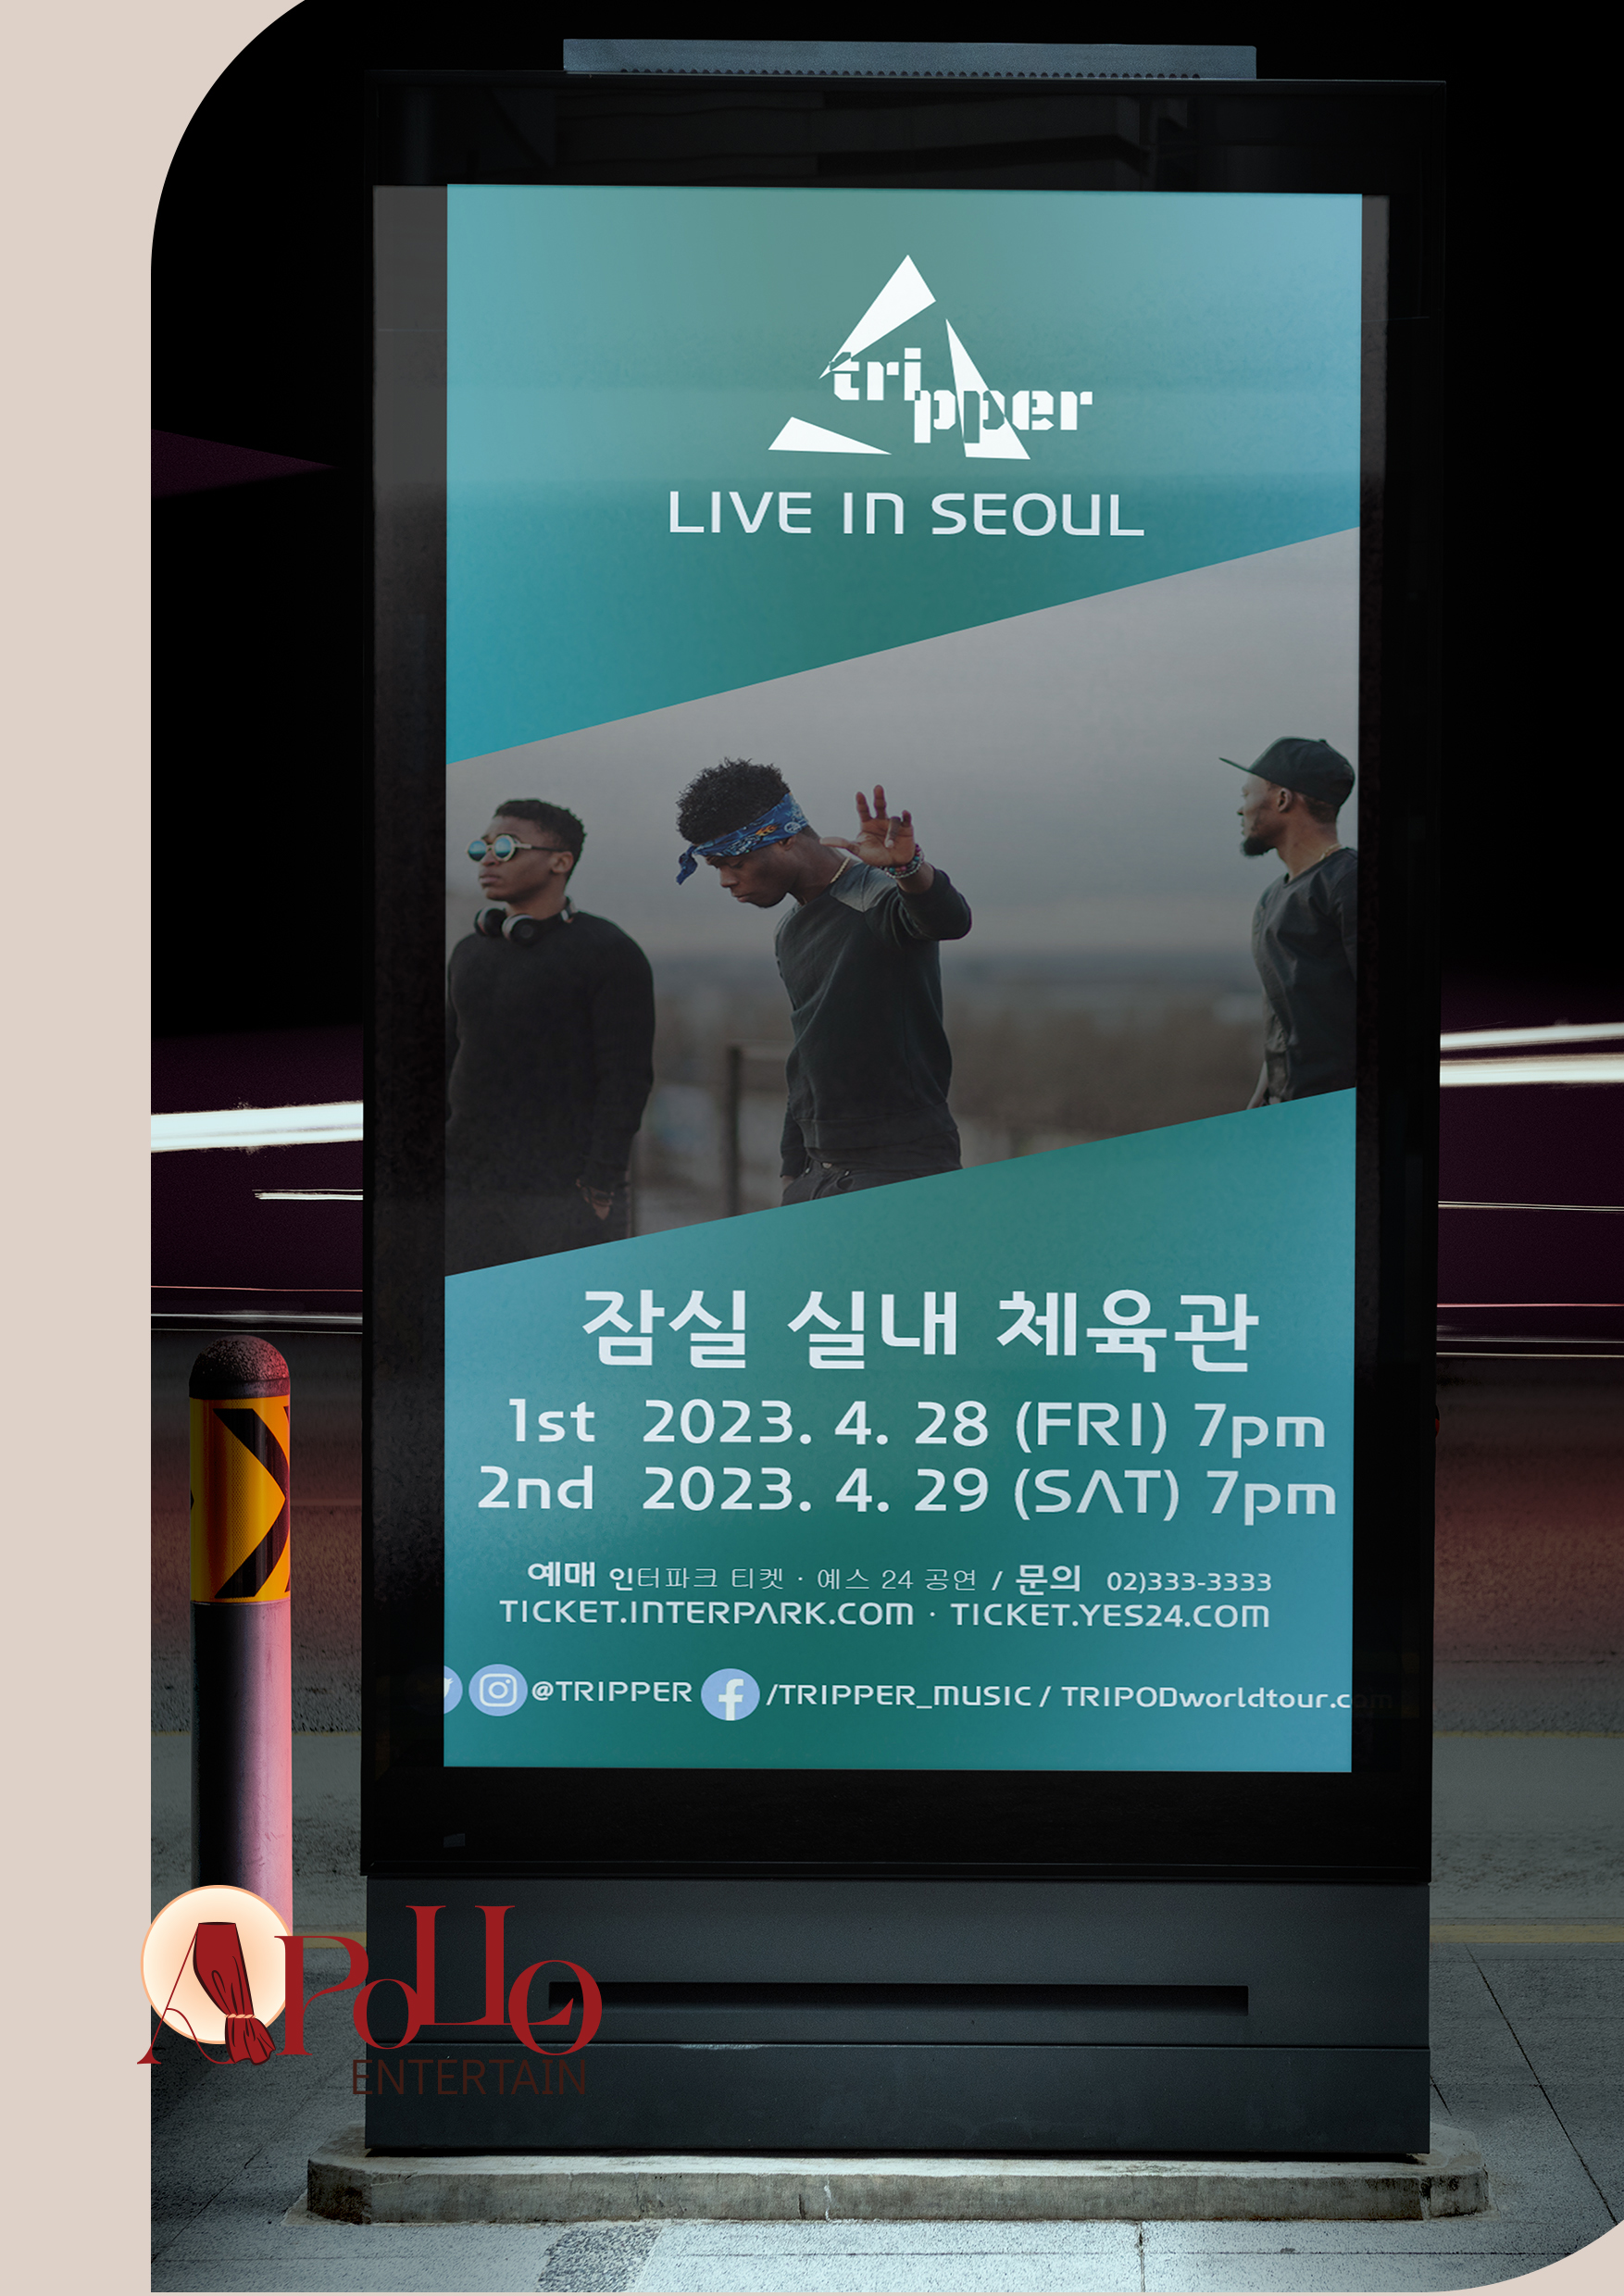 tripper
LIVE IN SEOUL
잠실 실내 체육관
1st 2023. 4. 28 (FRI) 7pm
2nd 2023. 4. 29 (SAT) 7pm
예매 인터파크 티켓 · 예스 24 공연 / 문의 02)333-3333
TICKET.INTERPARK.COM · TICKET.YES24.COM
@TRIPPER /TRIPPER_MUSIC / TRIPODworldtour.com
APOLLO
ENTERTAIN